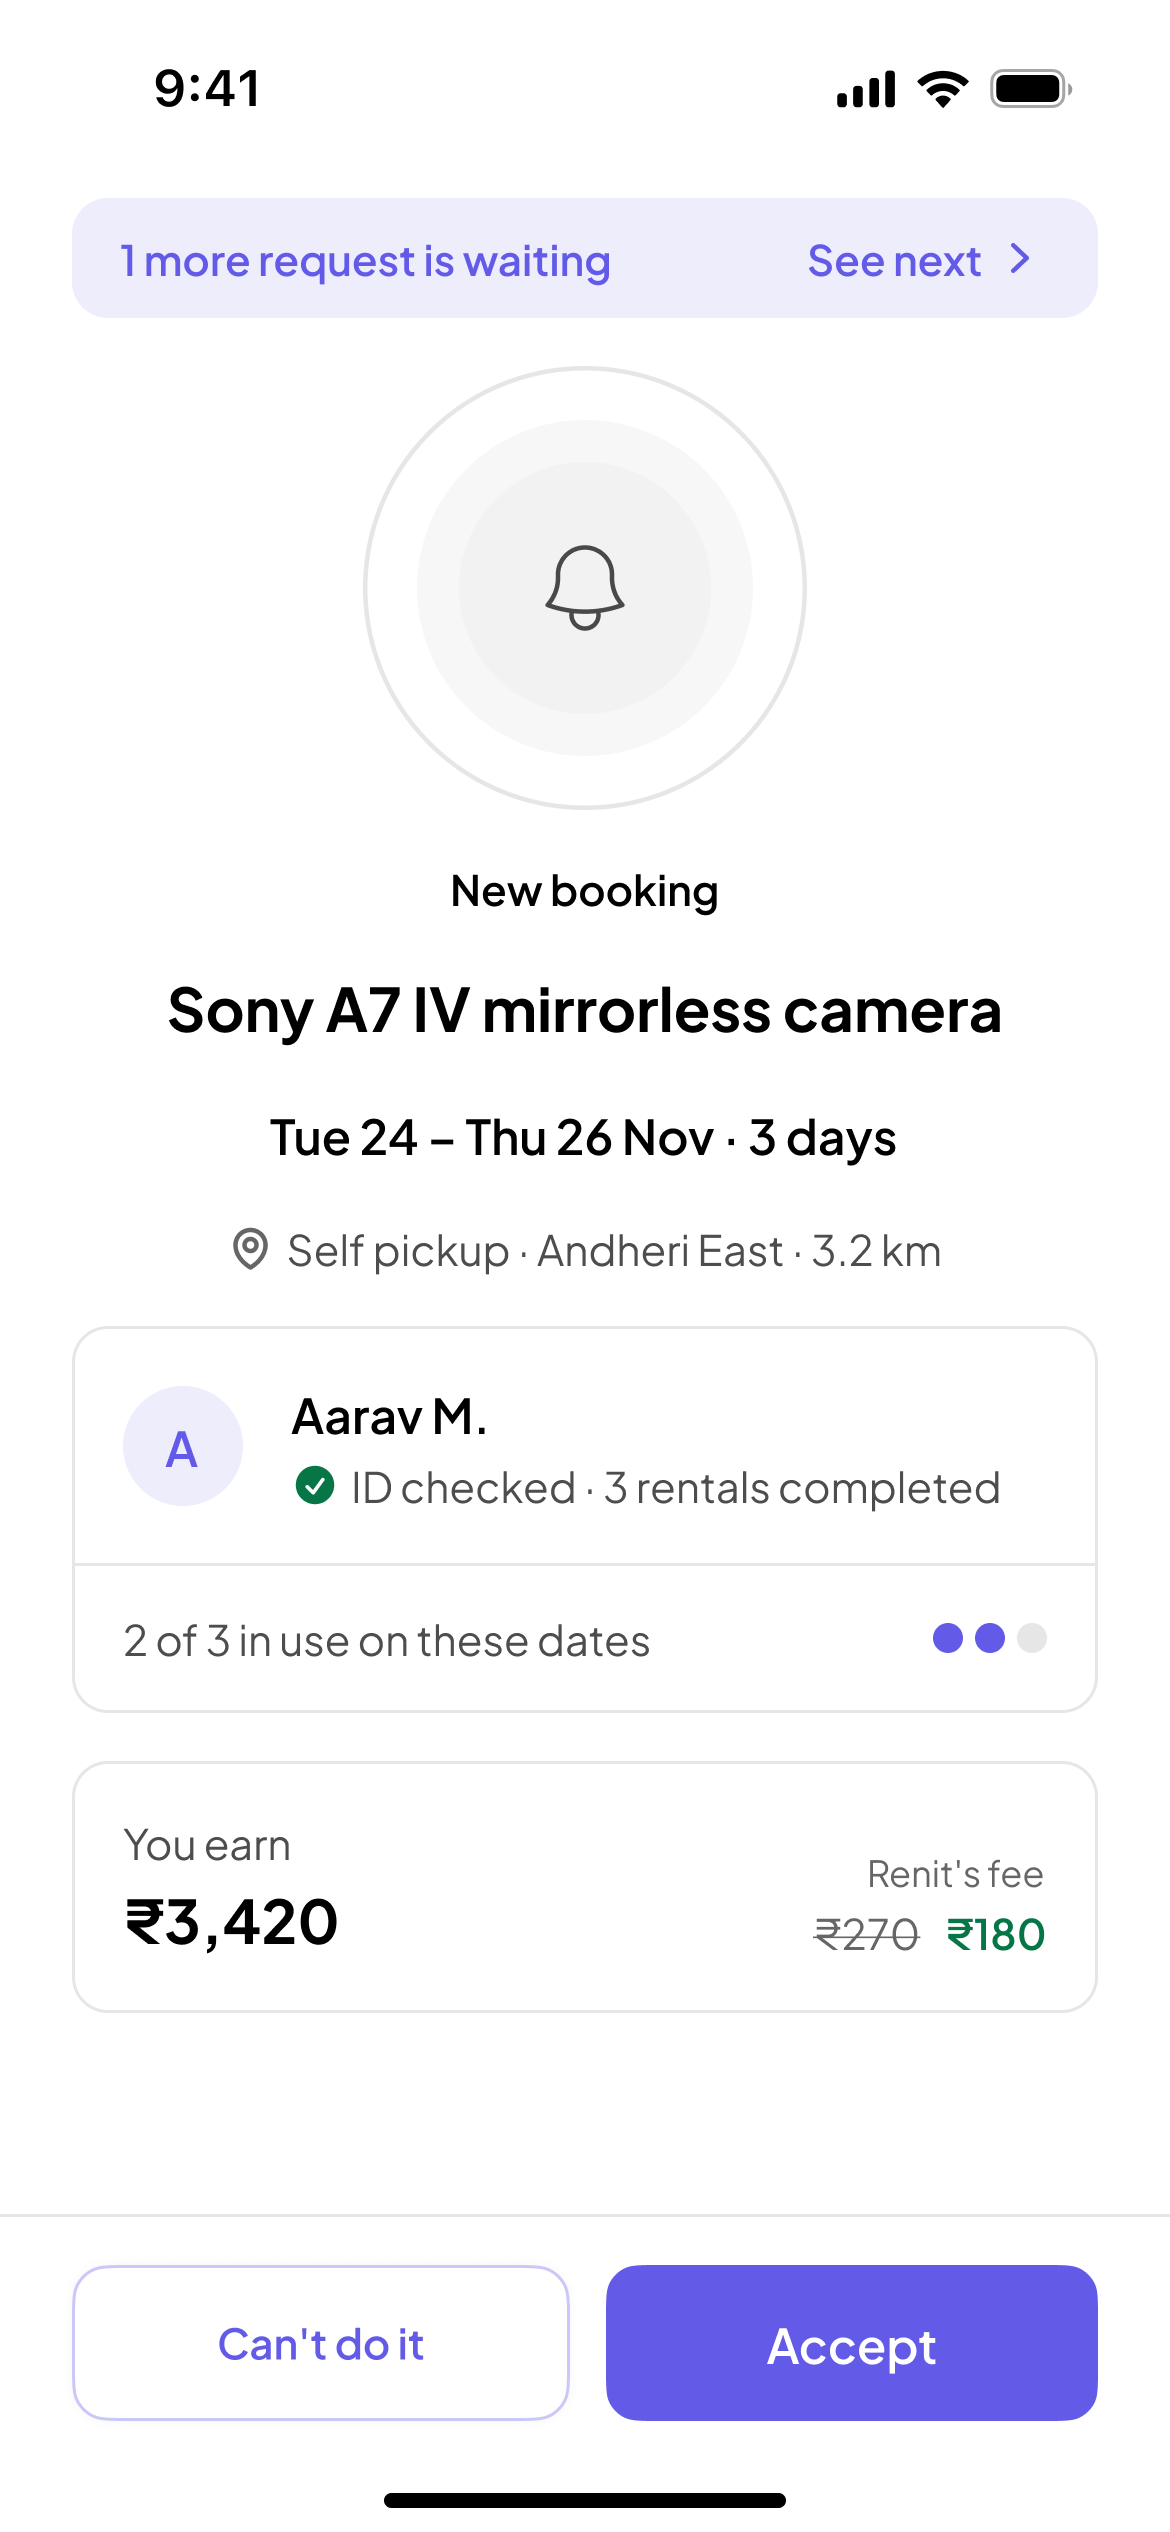 9:41
1 more request is waiting
See next
New booking
Sony A7 IV mirrorless camera
Tue 24 – Thu 26 Nov · 3 days
Self pickup · Andheri East · 3.2 km
A
Aarav M.
ID checked · 3 rentals completed
2 of 3 in use on these dates
You earn
₹3,420
Renit's fee
₹270 ₹180
Can't do it
Accept